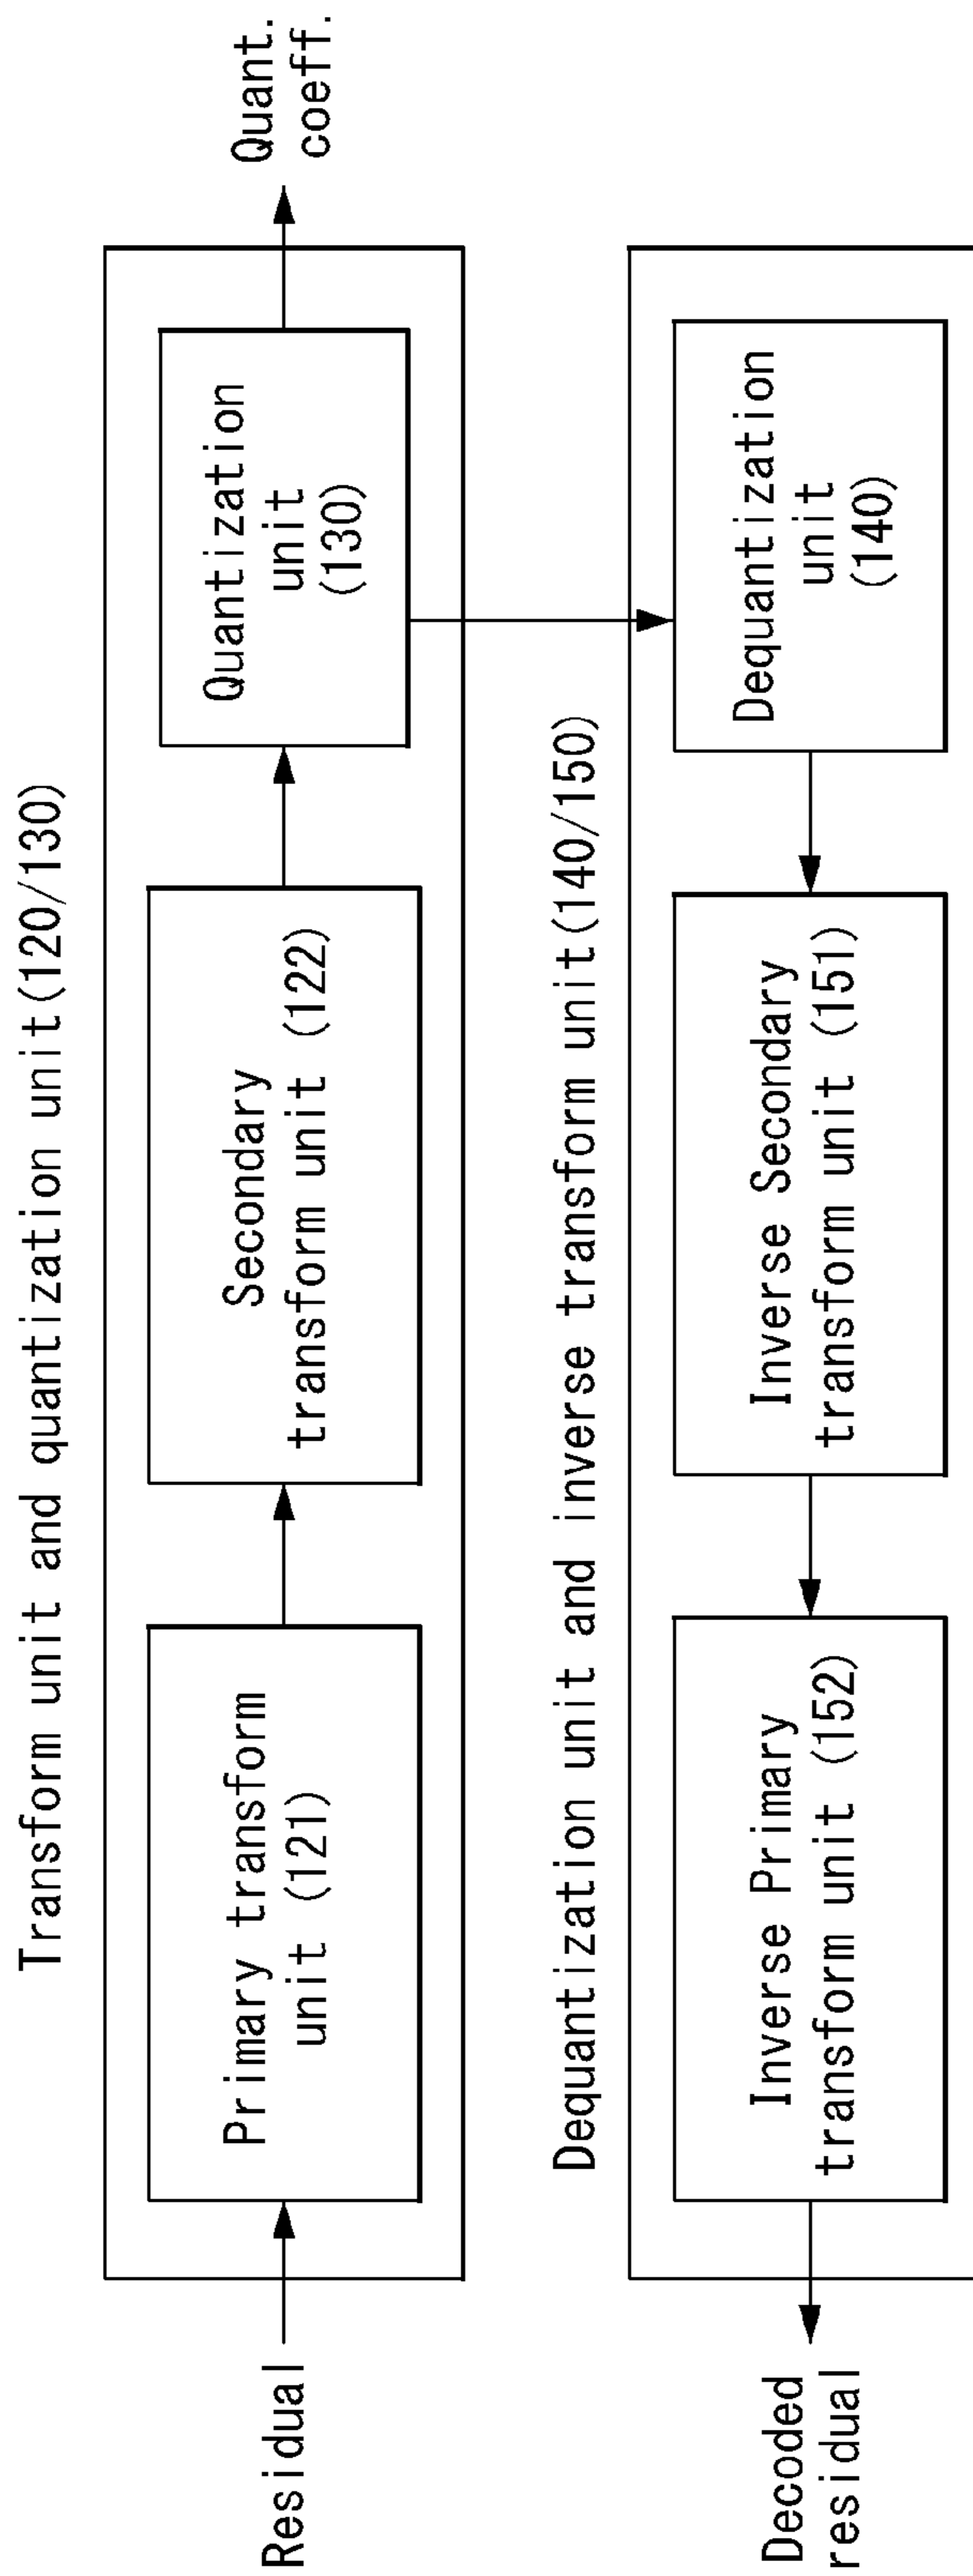 Transform unit and quantization unit(120/130)
Residual
Primary transform
unit (121)
Secondary
transform unit (122)
Quantization
unit
(130)
Quant.
coeff.
Dequantization unit and inverse transform unit(140/150)
Decoded
residual
Inverse Primary
transform unit (152)
Inverse Secondary
transform unit (151)
Dequantization
unit
(140)